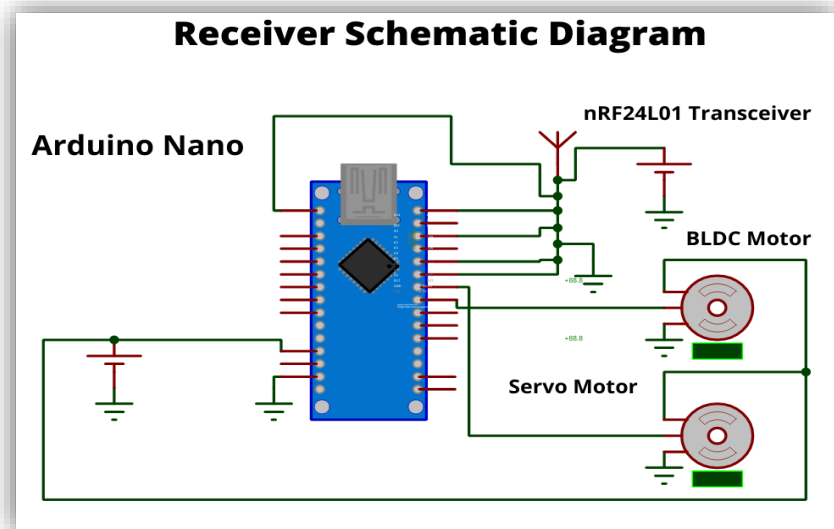 Receiver Schematic Diagram
nRF24L01 Transceiver
Arduino Nano
BLDC Motor
+88.8
+88.8
Servo Motor